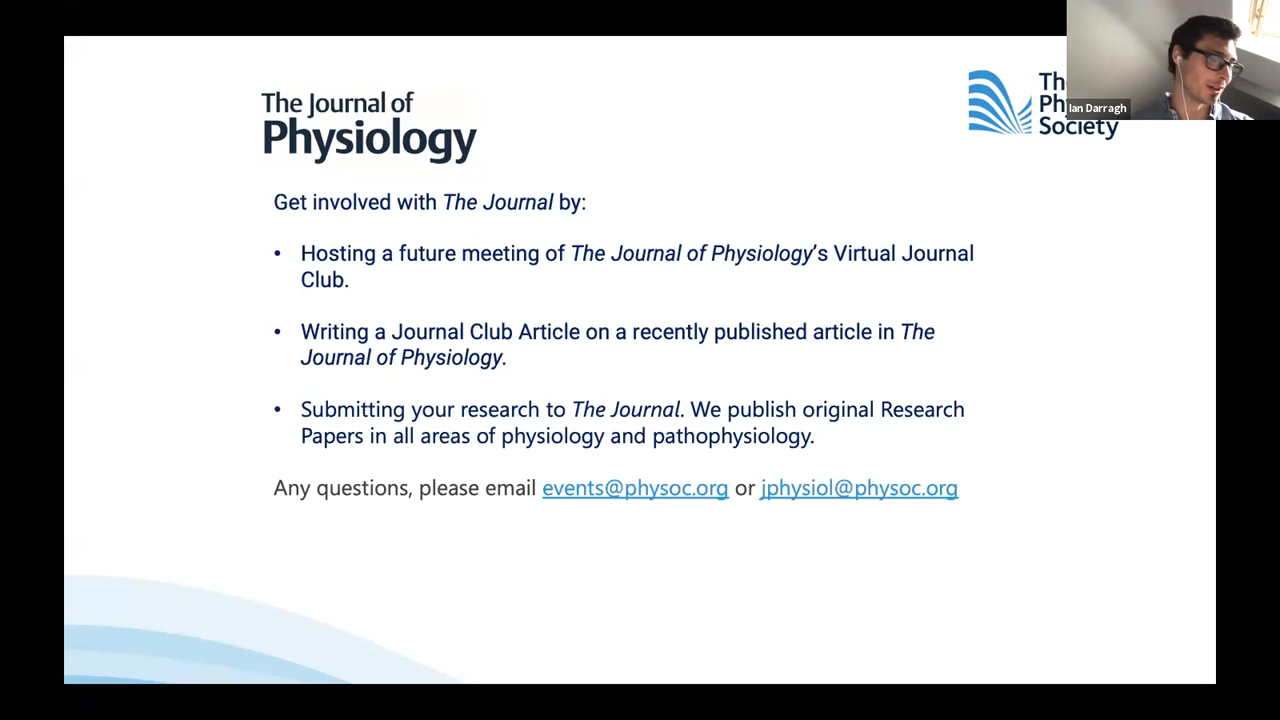 The Journal of
Physiology
Th
Ph
Society
Ian Darragh
Get involved with The Journal by:
• Hosting a future meeting of The Journal of Physiology's Virtual Journal
Club.
• Writing a Journal Club Article on a recently published article in The
Journal of Physiology.
• Submitting your research to The Journal. We publish original Research
Papers in all areas of physiology and pathophysiology.
Any questions, please email events@physoc.org or jphysiol@physoc.org